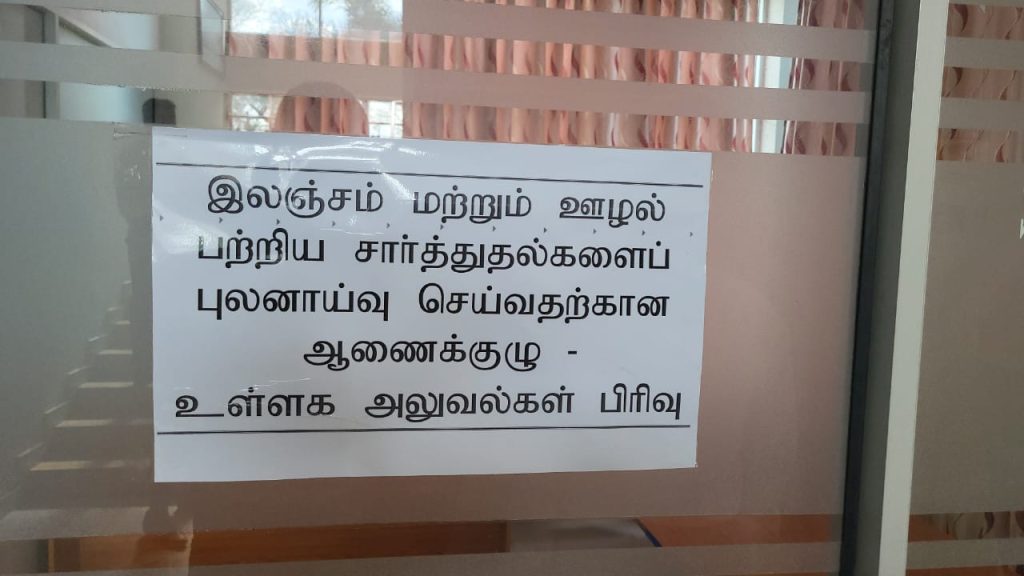 இலஞ்சம் மற்றும் ஊழல்
பற்றிய சார்த்துதல்களைப்
புலனாய்வு செய்வதற்கான
ஆணைக்குழு -
உள்ளக அலுவல்கள் பிரிவு